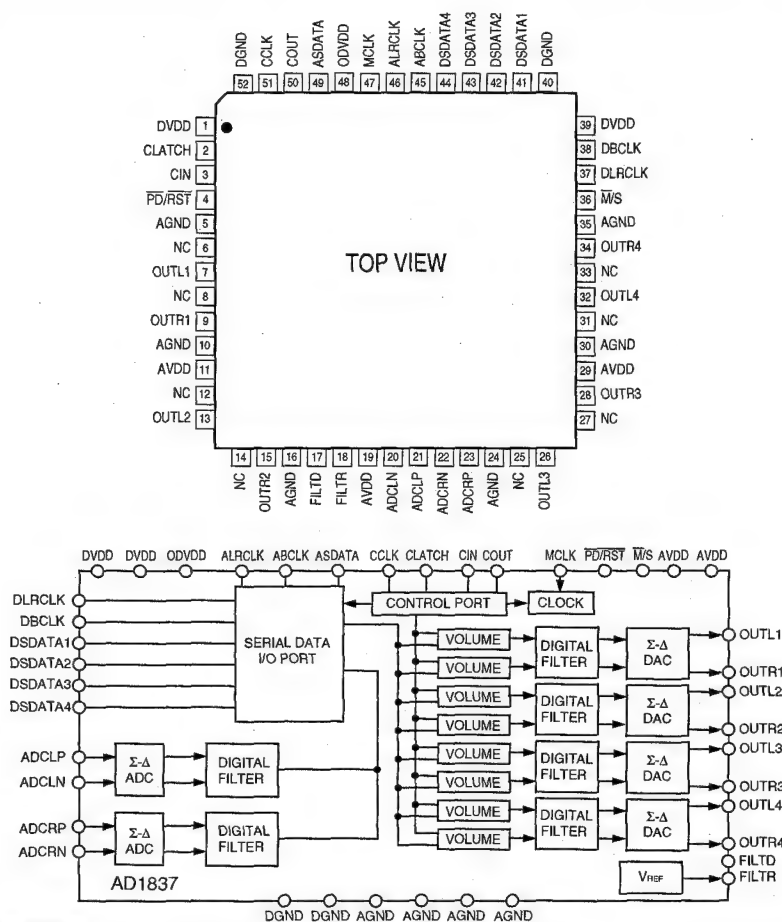 DGND CCLK COUT ASDATA ODVDD MCLK ALRCLK ABCLK DSDATA4 DSDATA3 DSDATA2 DSDATA1 DGND
52 51 50 49 48 47 46 45 44 43 42 41 40
DVDD 1 39 DVDD
CLATCH 2 38 DBCLK
CIN 3 37 DLRCLK
PD/RST 4 36 M/S
AGND 5 35 AGND
NC 6 34 OUTR4
OUTL1 7 TOP VIEW 33 NC
NC 8 32 OUTL4
OUTR1 9 31 NC
AGND 10 30 AGND
AVDD 11 29 AVDD
NC 12 28 OUTR3
OUTL2 13 27 NC
14 15 16 17 18 19 20 21 22 23 24 25 26
NC OUTR2 AGND FILTD FILTR AVDD ADCLN ADCLP ADCRN ADCRP AGND NC OUTL3
DVDD DVDD ODVDD ALRCLK ABCLK ASDATA CCLK CLATCH CIN COUT MCLK PD/RST M/S AVDD AVDD
DLRCLK
DBCLK
DSDATA1
DSDATA2
DSDATA3
DSDATA4
SERIAL DATA
I/O PORT
CONTROL PORT
CLOCK
VOLUME
VOLUME
DIGITAL
FILTER
Σ-Δ
DAC
OUTL1
OUTR1
VOLUME
VOLUME
DIGITAL
FILTER
Σ-Δ
DAC
OUTL2
OUTR2
VOLUME
VOLUME
DIGITAL
FILTER
Σ-Δ
DAC
OUTL3
OUTR3
VOLUME
VOLUME
DIGITAL
FILTER
Σ-Δ
DAC
OUTL4
OUTR4
ADCLP
ADCLN
Σ-Δ
ADC
DIGITAL
FILTER
ADCRP
ADCRN
Σ-Δ
ADC
DIGITAL
FILTER
FILTD
VREF
FILTR
AD1837
DGND DGND AGND AGND AGND AGND